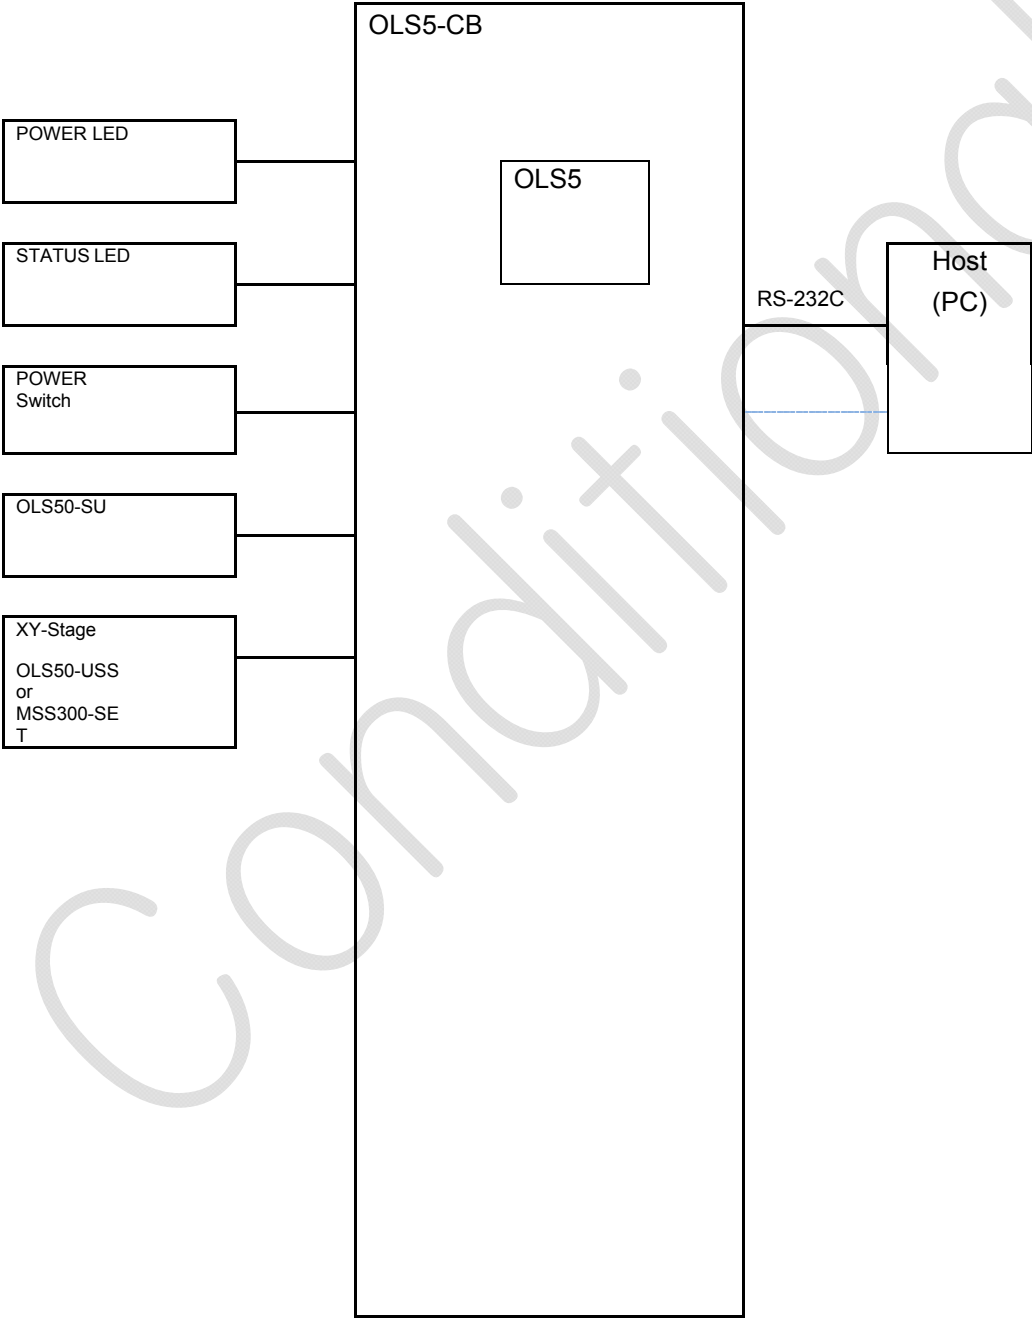 OLS5-CB
POWER LED
OLS5
STATUS LED
Host
(PC)
RS-232C
POWER
Switch
OLS50-SU
XY-Stage
OLS50-USS
or
MSS300-SE
T
Conditiona